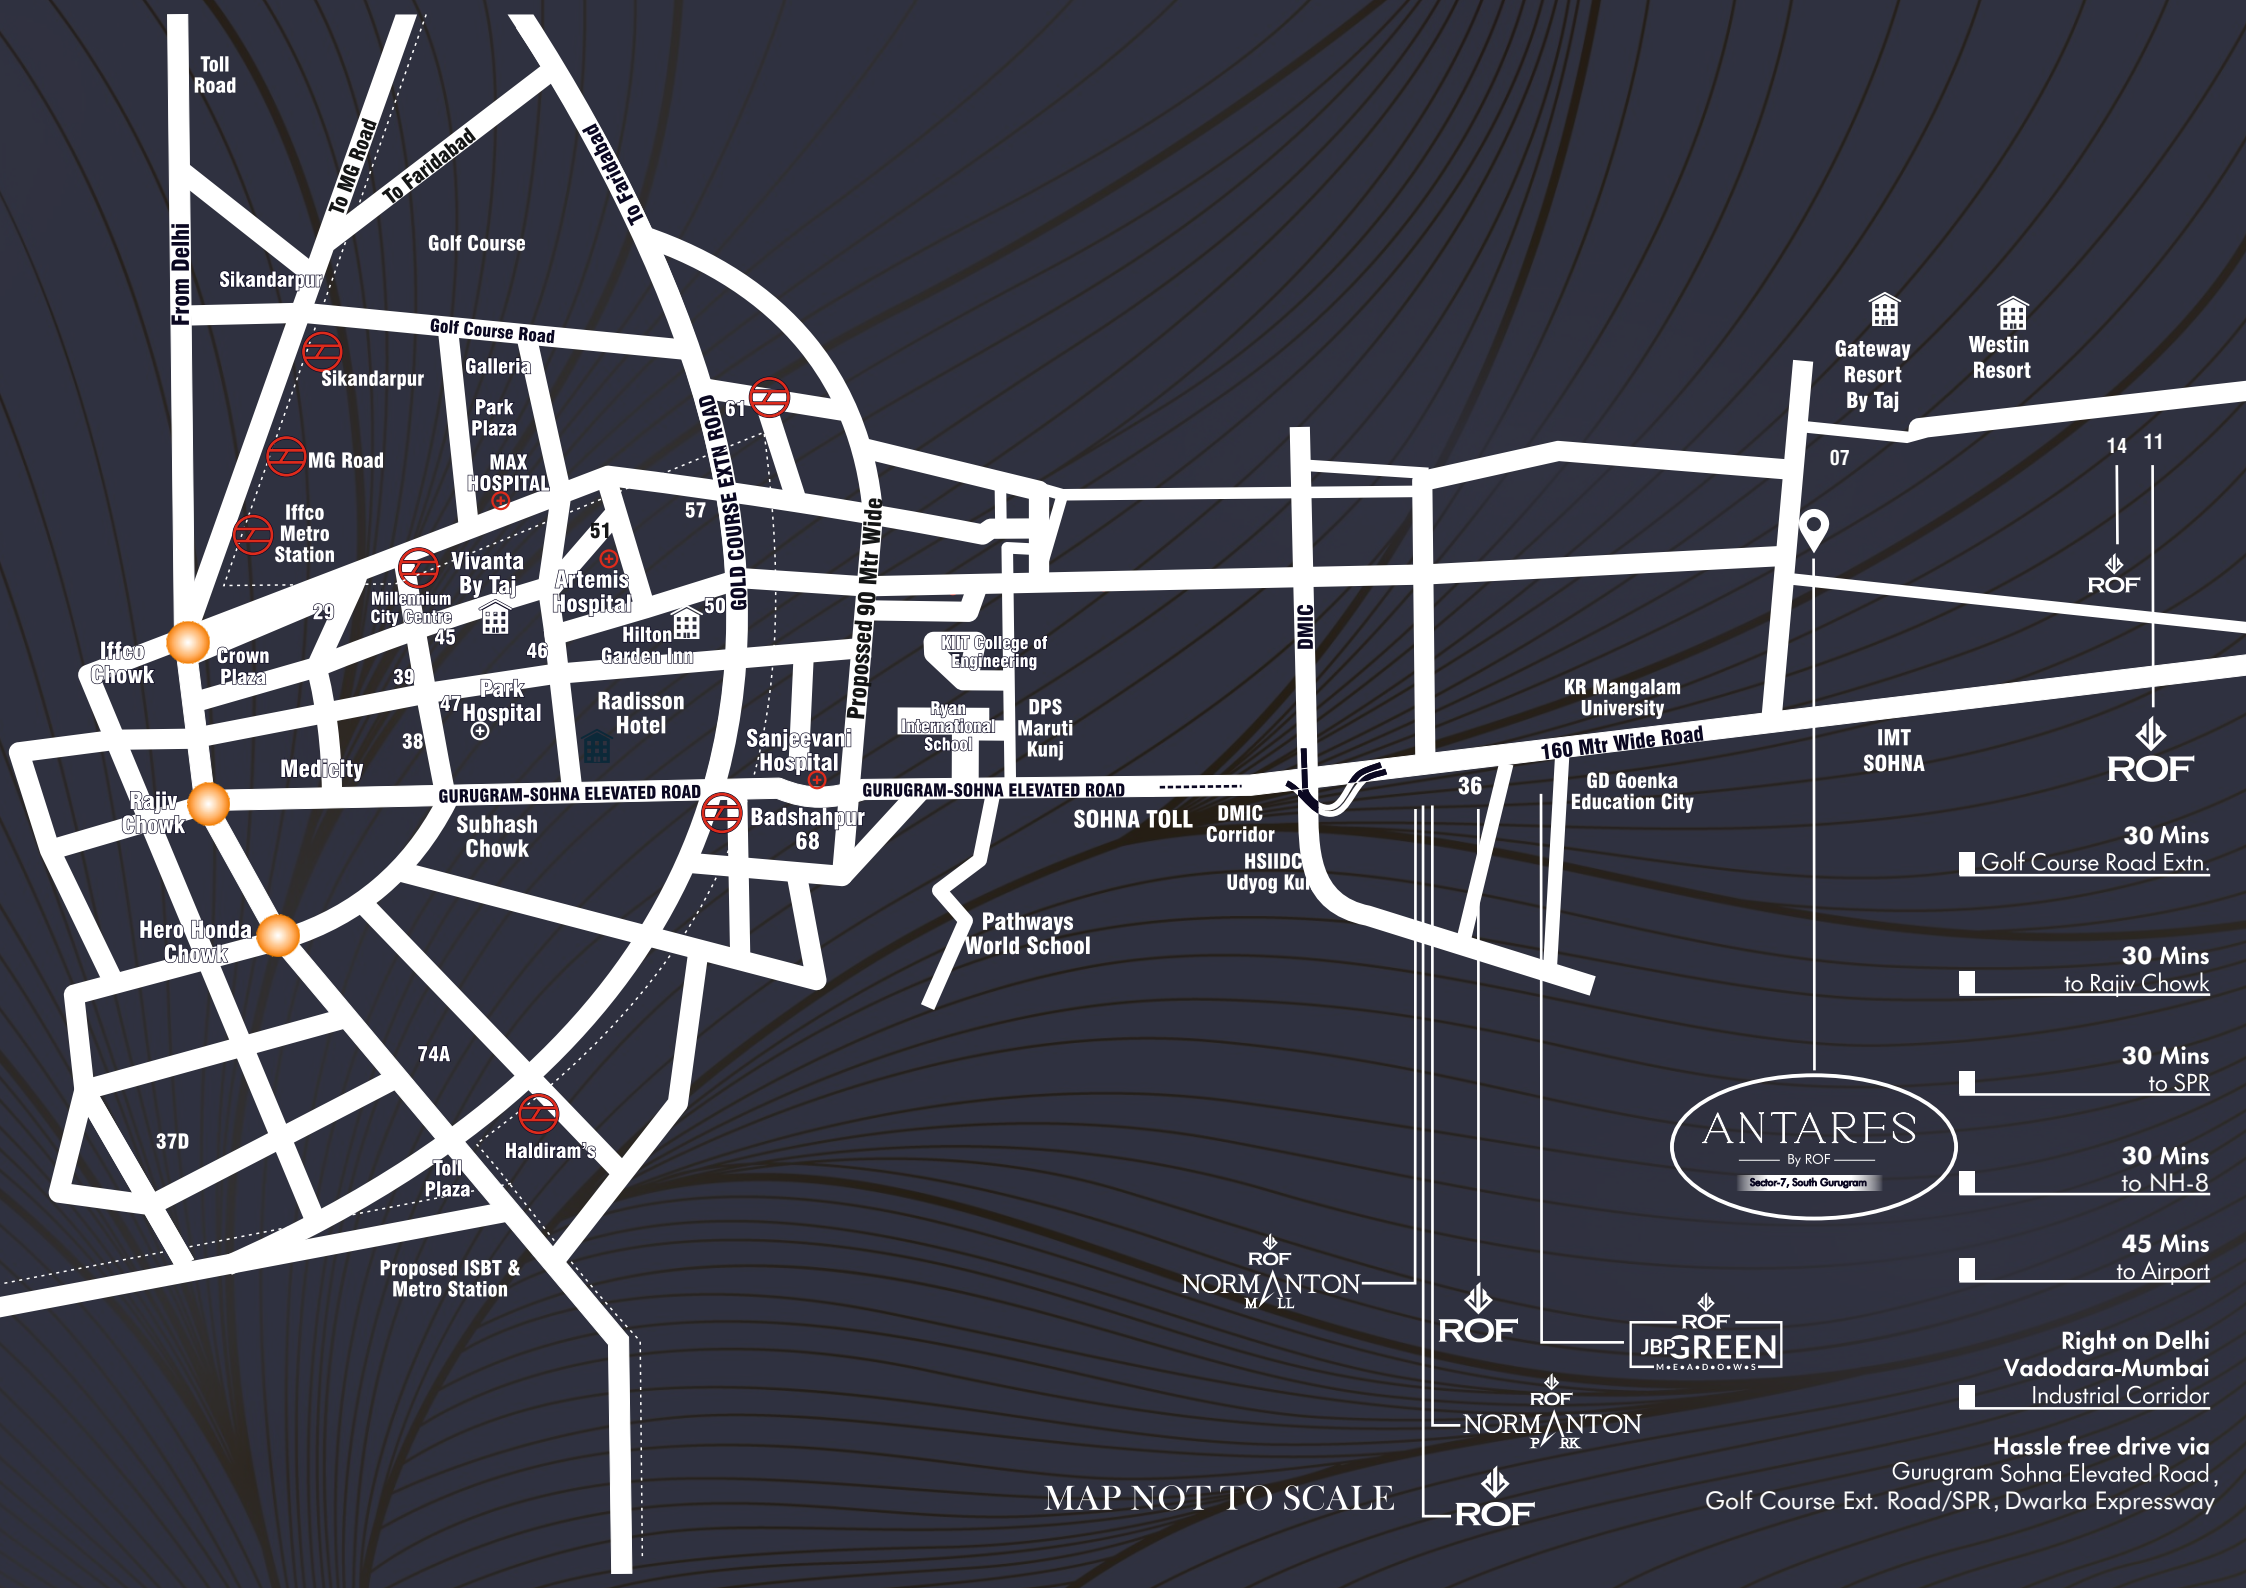 Toll
Road
To MG Road
To Faridabad
To Faridabad
From Delhi
Golf Course
Sikandarpur
Golf Course Road
Sikandarpur
Galleria
Park
Plaza
MG Road
MAX
HOSPITAL
Iffco
Metro
Station
61
GOLD COURSE EXTN ROAD
57
51
Vivanta
By Taj
Artemis
Hospital
Millennium
City Centre
29
45
46
50
Hilton
Garden Inn
Propossed 90 Mtr Wide
Iffco
Chowk
Crown
Plaza
39
47
Park
Hospital
Radisson
Hotel
38
Medicity
Sanjeevani
Hospital
KIIT College of
Engineering
Ryan
International
School
DPS
Maruti
Kunj
DMIC
Gateway
Resort
By Taj
Westin
Resort
07
14
11
ROF
ROF
KR Mangalam
University
160 Mtr Wide Road
IMT
SOHNA
GD Goenka
Education City
36
Rajiv
Chowk
GURUGRAM-SOHNA ELEVATED ROAD
GURUGRAM-SOHNA ELEVATED ROAD
Subhash
Chowk
Badshahpur
68
SOHNA TOLL
DMIC
Corridor
HSIIDC
Udyog Kun
Hero Honda
Chowk
Pathways
World School
74A
37D
Haldiram's
Toll
Plaza
Proposed ISBT &
Metro Station
ANTARES
By ROF
Sector-7, South Gurugram
ROF
NORMANTON
MALL
ROF
ROF
JBPGREEN
M•E•A•D•O•W•S
ROF
NORMANTON
PARK
ROF
MAP NOT TO SCALE
30 Mins
Golf Course Road Extn.
30 Mins
to Rajiv Chowk
30 Mins
to SPR
30 Mins
to NH-8
45 Mins
to Airport
Right on Delhi
Vadodara-Mumbai
Industrial Corridor
Hassle free drive via
Gurugram Sohna Elevated Road,
Golf Course Ext. Road/SPR, Dwarka Expressway